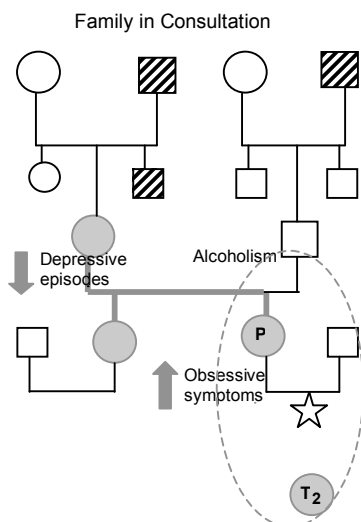 Family in Consultation
Alcoholism
Depressive
episodes
P
Obsessive
symptoms
T2